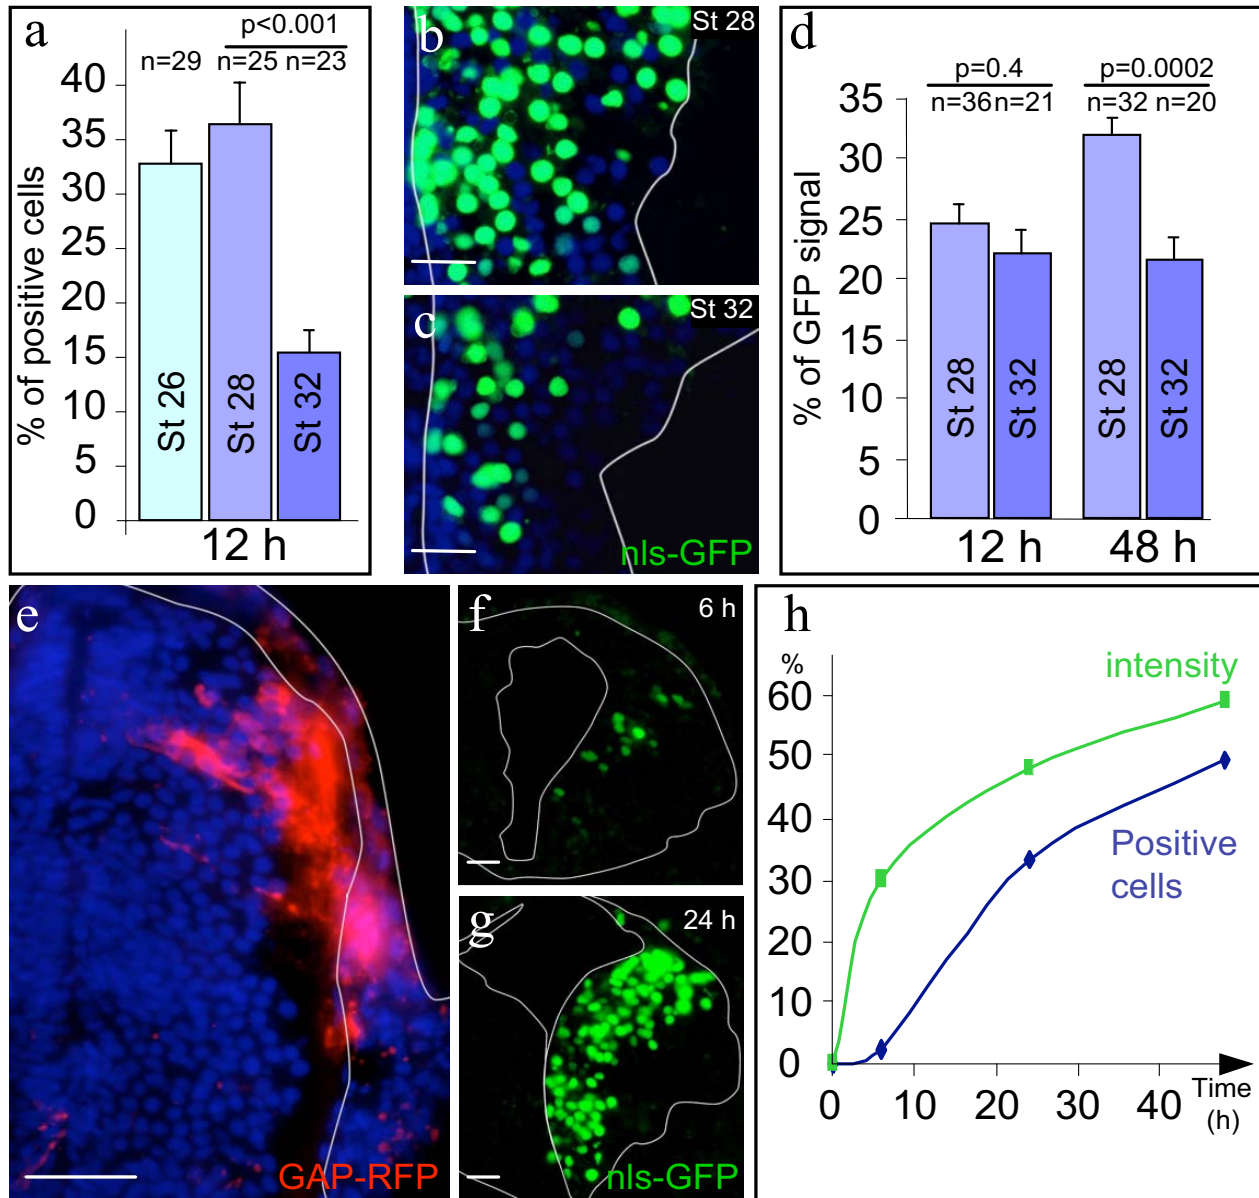 a
p<0.001
n=29 n=25 n=23
% of positive cells
40
35
30
25
20
15
10
5
0
St 26
St 28
St 32
12 h
b
St 28
c
St 32
nls-GFP
d
p=0.4
p=0.0002
n=36 n=21
n=32 n=20
% of GFP signal
35
30
25
20
15
10
5
0
St 28
St 32
St 28
St 32
12 h
48 h
e
GAP-RFP
f
6 h
g
24 h
nls-GFP
h
%
intensity
60
50
40
30
20
10
0
Positive
cells
0 10 20 30 40
Time
(h)